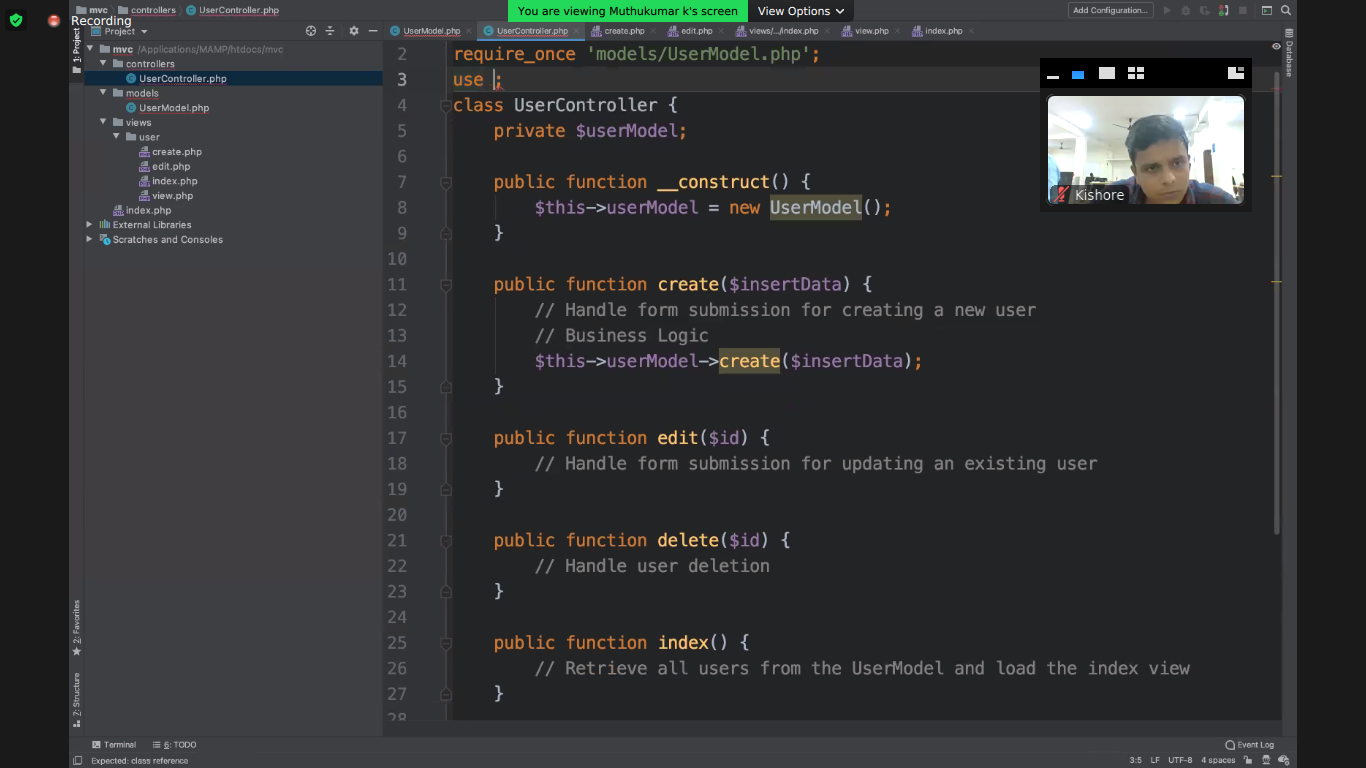 mvc controllers UserController.php
You are viewing Muthukumar k's screen View Options
Add Configuration...
Recording
Project
UserModel.php UserController.php create.php edit.php views/.../index.php view.php index.php
1: Project
Database
mvc /Applications/MAMP/htdocs/mvc
controllers
UserController.php
models
UserModel.php
views
user
create.php
edit.php
index.php
view.php
index.php
External Libraries
Scratches and Consoles
2 require_once 'models/UserModel.php';
3 use ;
4 class UserController {
5 private $userModel;
6
7 public function __construct() {
8 $this->userModel = new UserModel();
9 }
10
11 public function create($insertData) {
12 // Handle form submission for creating a new user
13 // Business Logic
14 $this->userModel->create($insertData);
15 }
16
17 public function edit($id) {
18 // Handle form submission for updating an existing user
19 }
20
21 public function delete($id) {
22 // Handle user deletion
23 }
24
25 public function index() {
26 // Retrieve all users from the UserModel and load the index view
27 }
28
Kishore
2: Favorites
7: Structure
Terminal 6: TODO
Event Log
Expected: class reference
3:5 LF UTF-8 4 spaces